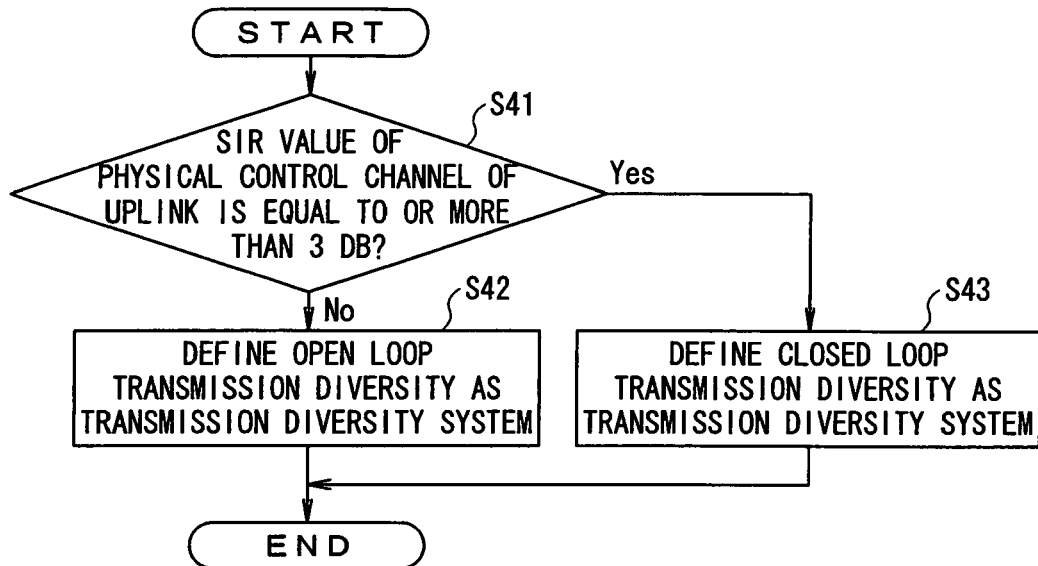 START
S41
SIR VALUE OF
PHYSICAL CONTROL CHANNEL OF
UPLINK IS EQUAL TO OR MORE
THAN 3 DB?
Yes
No
S42
DEFINE OPEN LOOP
TRANSMISSION DIVERSITY AS
TRANSMISSION DIVERSITY SYSTEM
S43
DEFINE CLOSED LOOP
TRANSMISSION DIVERSITY AS
TRANSMISSION DIVERSITY SYSTEM
END